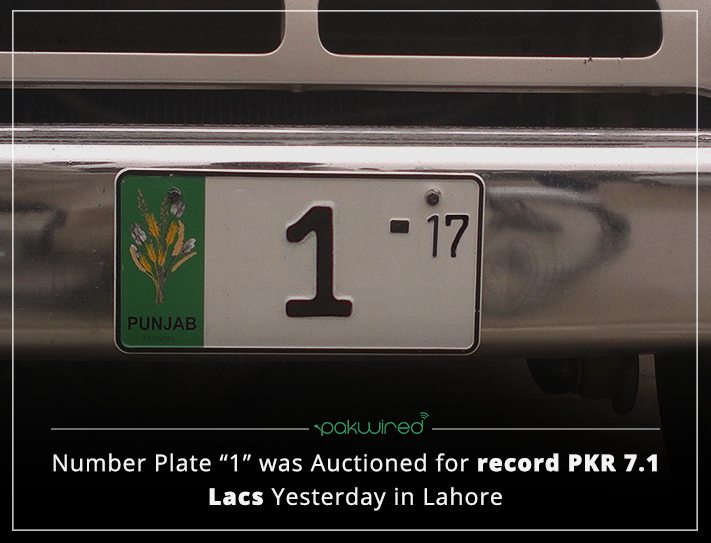 1 - 17
PUNJAB
pakwired
Number Plate “1” was Auctioned for record PKR 7.1
Lacs Yesterday in Lahore